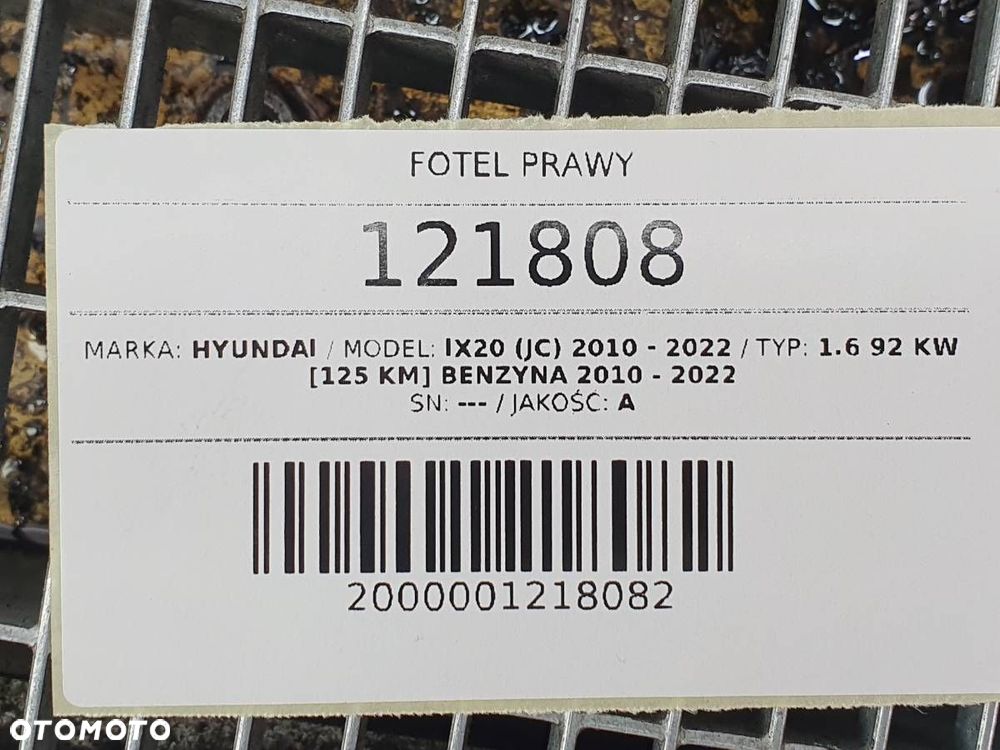 FOTEL PRAWY
121808
MARKA: HYUNDAI / MODEL: IX20 (JC) 2010 - 2022 / TYP: 1.6 92 KW
[125 KM] BENZYNA 2010 - 2022
SN: --- / JAKOŚĆ: A
2000001218082
OTOMOTO